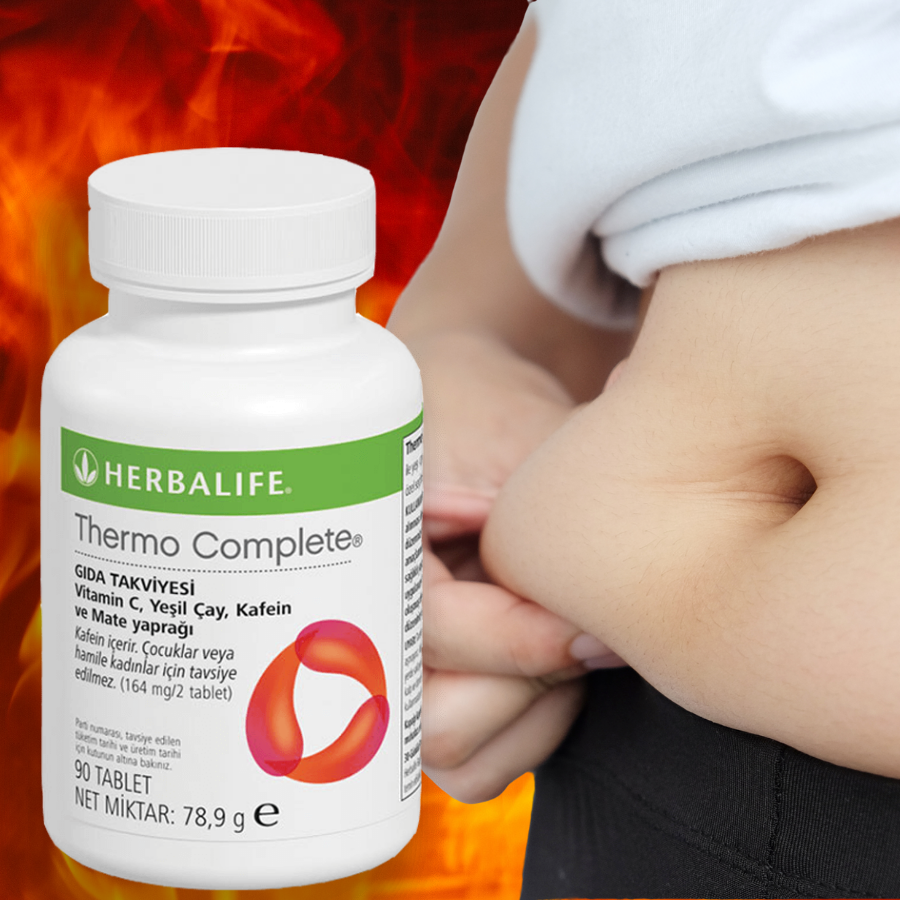 HERBALIFE®
Thermo Complete®
GIDA TAKVİYESİ
Vitamin C, Yeşil Çay, Kafein
ve Mate yaprağı
Kafein içerir. Çocuklar veya
hamile kadınlar için tavsiye
edilmez. (164 mg/2 tablet)
Parti numarası, tavsiye edilen
tüketim tarihi ve üretim tarihi
için kutunun altına bakınız.
90 TABLET
NET MİKTAR: 78,9 g ℮